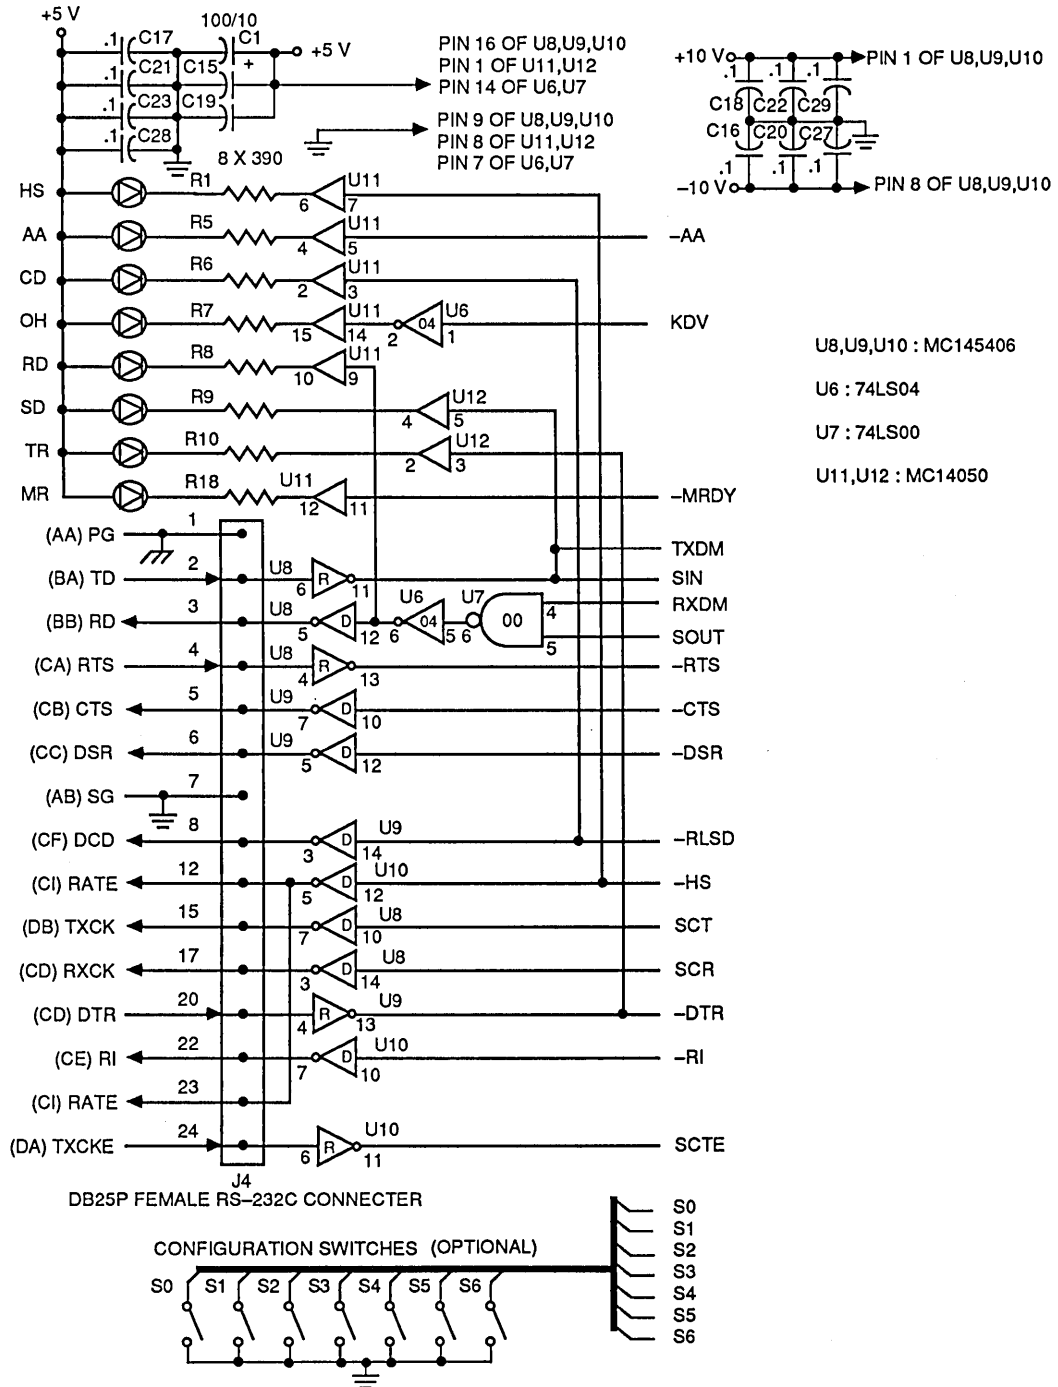 +5 V
100/10
.1 C17 C1 +5 V
+
.1 C21 C15
.1 C23 C19
.1 C28
8 X 390
PIN 16 OF U8,U9,U10
PIN 1 OF U11,U12
PIN 14 OF U6,U7
PIN 9 OF U8,U9,U10
PIN 8 OF U11,U12
PIN 7 OF U6,U7
+10 V PIN 1 OF U8,U9,U10
.1 .1 .1
C18 C22 C29
C16 C20 C27
.1 .1 .1
–10 V PIN 8 OF U8,U9,U10
HS R1 6 U11 7
AA R5 4 U11 5 –AA
CD R6 2 U11 3
OH R7 15 U11 14 2 04 U6 1 KDV
RD R8 10 U11 9
SD R9 4 U12 5
TR R10 2 U12 3
MR R18 U11 12 11 –MRDY
U8,U9,U10 : MC145406
U6 : 74LS04
U7 : 74LS00
U11,U12 : MC14050
(AA) PG 1
TXDM
(BA) TD 2 U8 6 R 11 SIN
(BB) RD 3 U8 5 D 12 U6 6 04 5 U7 6 00 4 RXDM
5 SOUT
(CA) RTS 4 U8 4 R 13 –RTS
(CB) CTS 5 U9 7 D 10 –CTS
(CC) DSR 6 U9 5 D 12 –DSR
(AB) SG 7
(CF) DCD 8 3 D U9 14 –RLSD
(CI) RATE 12 5 D U10 12 –HS
(DB) TXCK 15 7 D U8 10 SCT
(CD) RXCK 17 3 D U8 14 SCR
(CD) DTR 20 4 R U9 13 –DTR
(CE) RI 22 7 D U10 10 –RI
(CI) RATE 23
(DA) TXCKE 24 6 R U10 11 SCTE
J4
DB25P FEMALE RS–232C CONNECTER
CONFIGURATION SWITCHES (OPTIONAL)
S0 S1 S2 S3 S4 S5 S6
S0
S1
S2
S3
S4
S5
S6